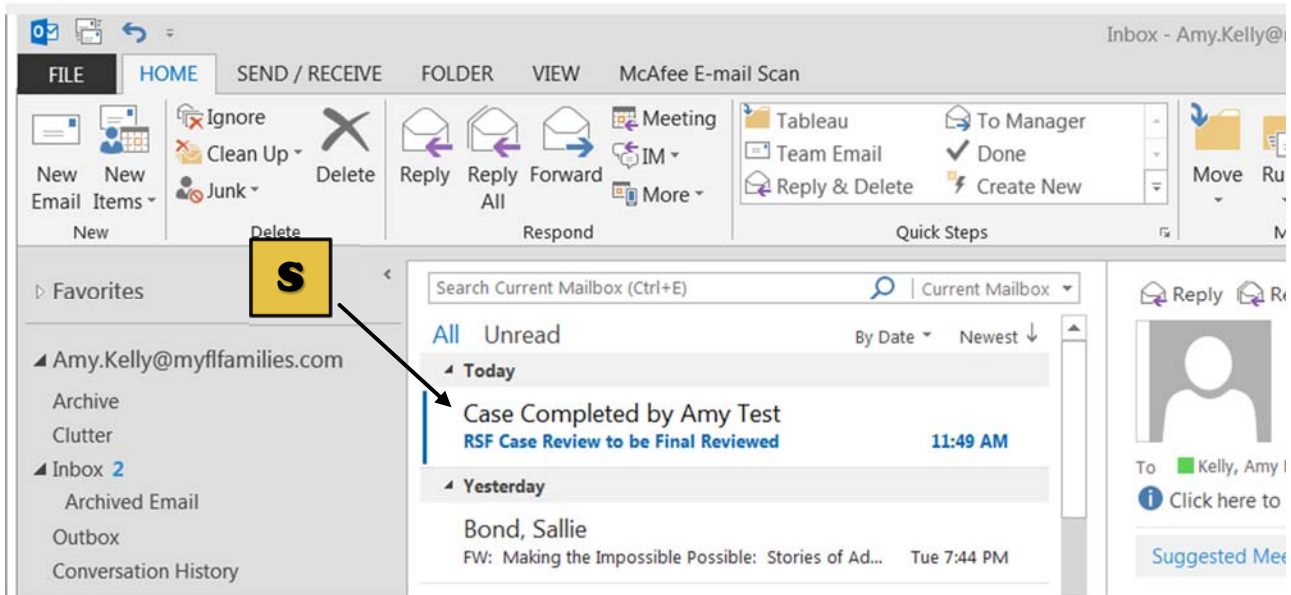 Inbox - Amy.Kelly@
FILE HOME SEND / RECEIVE FOLDER VIEW McAfee E-mail Scan
New Email
New Items
Ignore
Clean Up
Junk
Delete
Reply
Reply All
Forward
Meeting
IM
More
Tableau
Team Email
Reply & Delete
To Manager
Done
Create New
Move
New Delete Respond Quick Steps
S
Favorites
Search Current Mailbox (Ctrl+E) Current Mailbox
All Unread By Date Newest
Amy.Kelly@myflfamilies.com
Archive
Clutter
Inbox 2
Archived Email
Outbox
Conversation History
Today
Case Completed by Amy Test
RSF Case Review to be Final Reviewed 11:49 AM
Yesterday
Bond, Sallie
FW: Making the Impossible Possible: Stories of Ad... Tue 7:44 PM
Reply
To Kelly, Amy
Click here to
Suggested